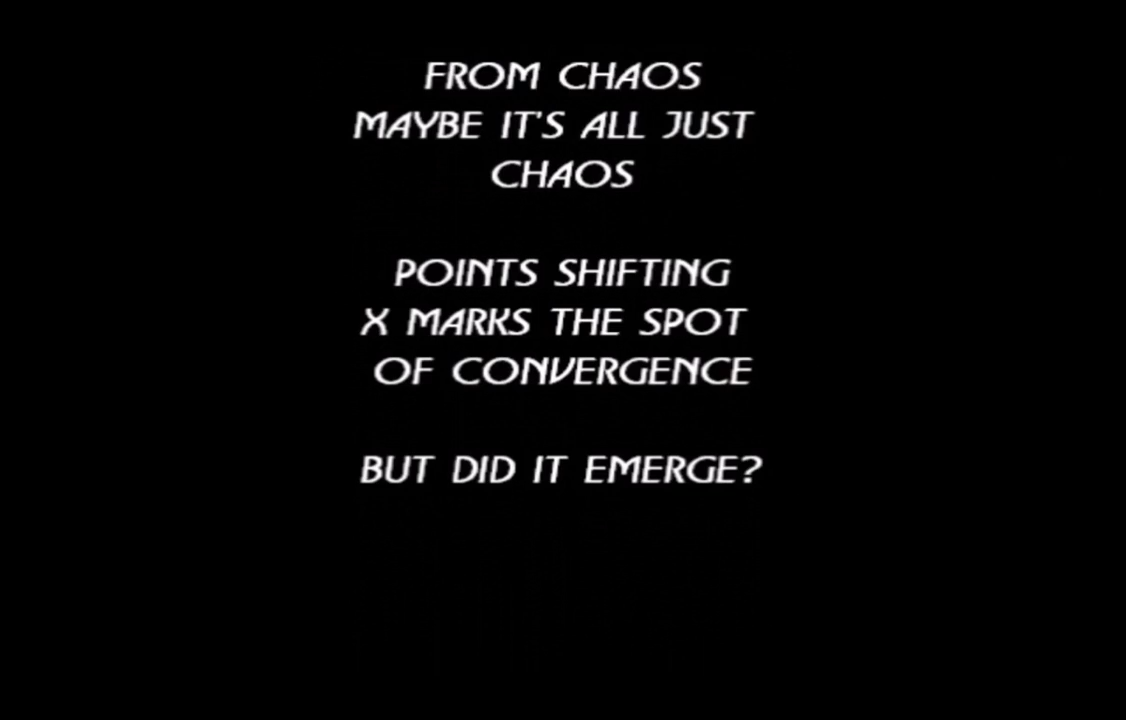 FROM CHAOS
MAYBE IT'S ALL JUST
CHAOS
POINTS SHIFTING
X MARKS THE SPOT
OF CONVERGENCE
BUT DID IT EMERGE?